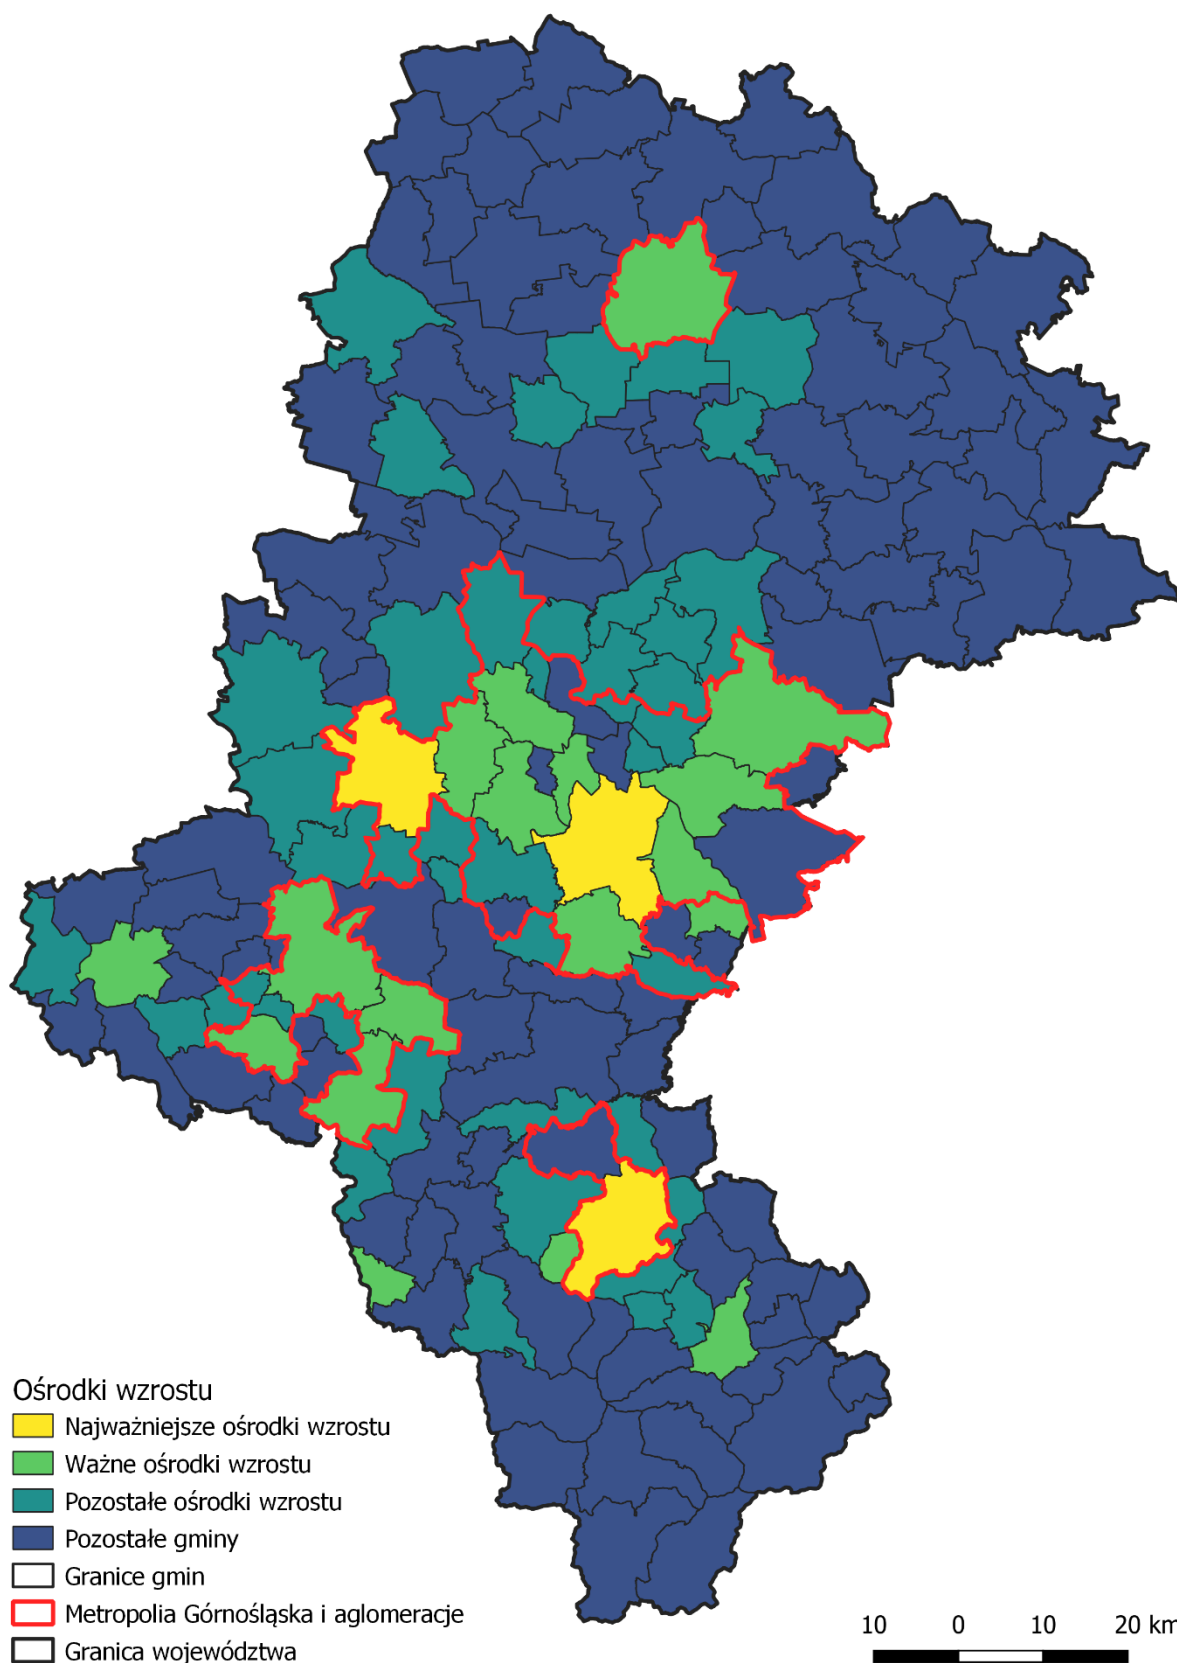 Ośrodki wzrostu
Najważniejsze ośrodki wzrostu
Ważne ośrodki wzrostu
Pozostałe ośrodki wzrostu
Pozostałe gminy
Granice gmin
Metropolia Górnośląska i aglomeracje
Granica województwa
10 0 10 20 km